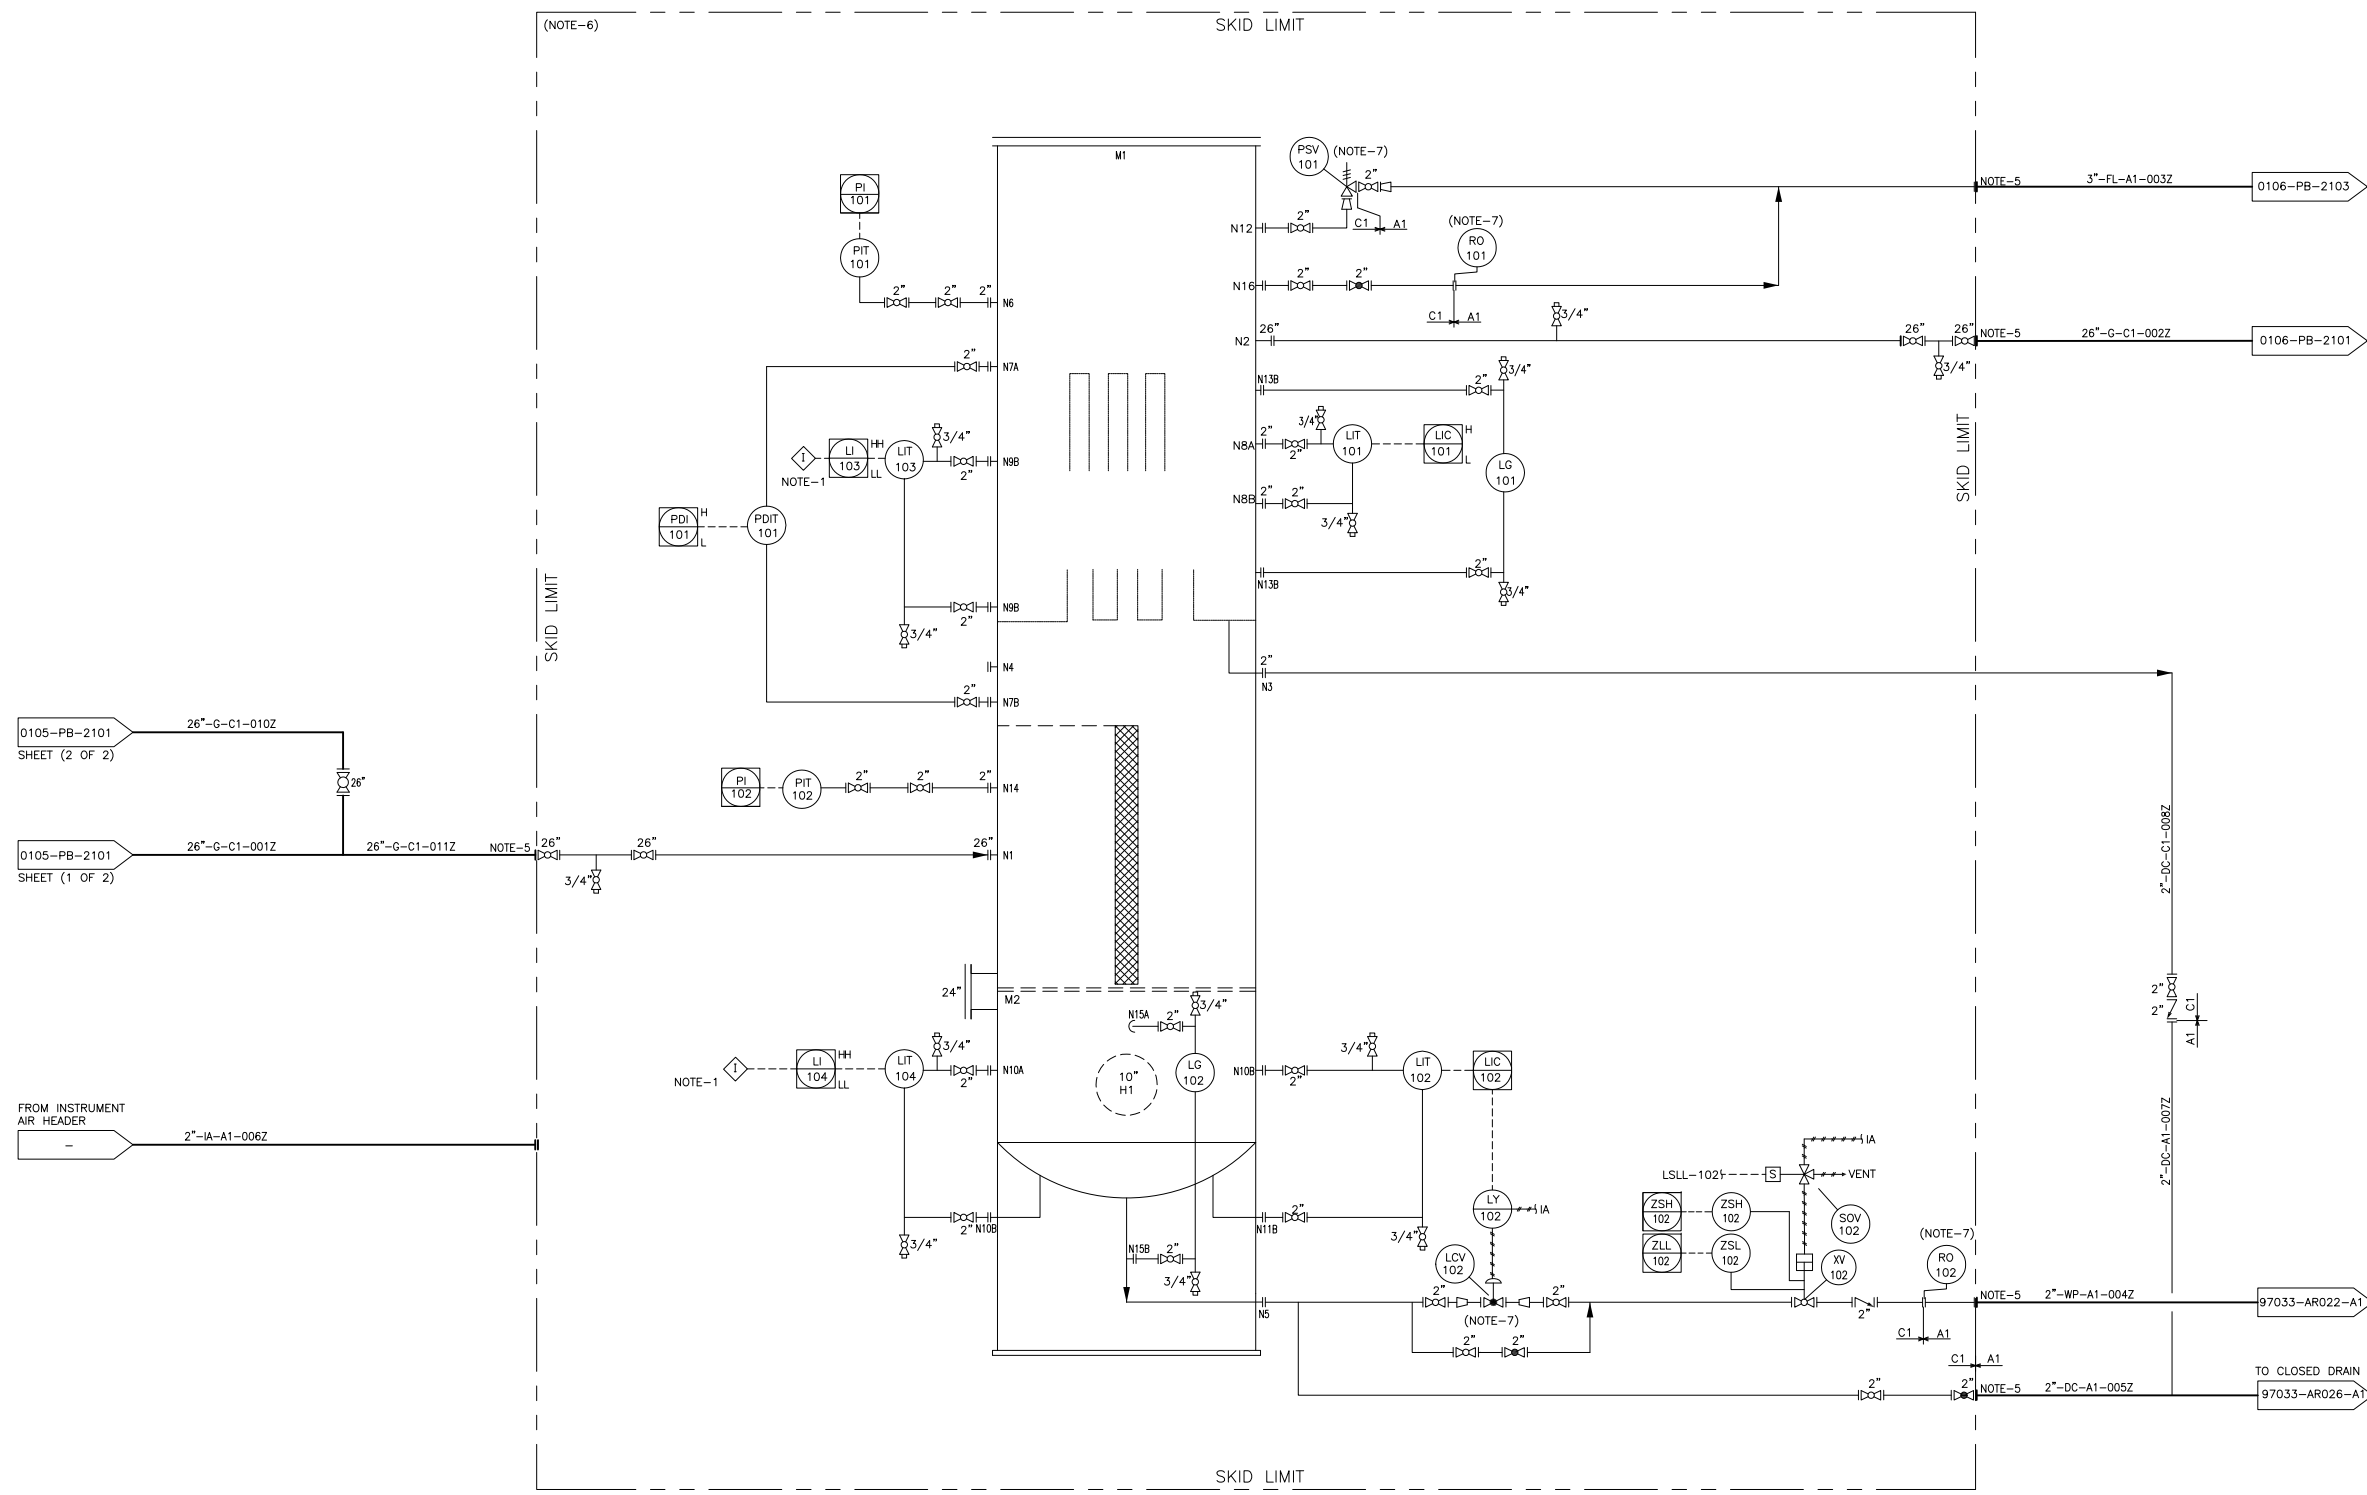 (NOTE-6)
SKID LIMIT
M1
PSV
101
(NOTE-7)
2"
3"-FL-A1-003Z
NOTE-5
0106-PB-2103
PI
101
C1
A1
N12
2"
(NOTE-7)
RO
101
PIT
101
2"
2"
2"
N6
N16
2"
2"
C1
A1
3/4"
26"
N2
26"
26"
NOTE-5
26"-G-C1-002Z
0106-PB-2101
3/4"
2"
N7A
N13B
2"
3/4"
SKID LIMIT
I
NOTE-1
LI
103
HH
LL
LIT
103
3/4"
2"
N9B
N8A
2"
2"
3/4"
LIT
101
LIC
101
H
L
LG
101
N8B
2"
2"
3/4"
PDI
101
H
L
PDIT
101
N13B
2"
3/4"
SKID LIMIT
2"
N9B
3/4"
N4
2"
N3
2"
N7B
0105-PB-2101
SHEET (2 OF 2)
26"-G-C1-010Z
26"
PI
102
PIT
102
2"
2"
2"
N14
0105-PB-2101
SHEET (1 OF 2)
26"-G-C1-001Z
26"-G-C1-011Z
NOTE-5
26"
3/4"
26"
26"
N1
2"-DC-C1-008Z
24"
M2
2"
2"
C1
A1
N15A
2"
3/4"
I
NOTE-1
LI
104
HH
LL
LIT
104
3/4"
2"
N10A
10"
H1
LG
102
N10B
2"
3/4"
LIT
102
LIC
102
FROM INSTRUMENT
AIR HEADER
-
2"-IA-A1-006Z
2"-DC-A1-007Z
IA
LSLL-102
S
VENT
2"
N10B
3/4"
N11B
2"
3/4"
LY
102
IA
ZSH
102
ZSH
102
SOV
102
ZLL
102
ZSL
102
XV
102
(NOTE-7)
RO
102
N15B
2"
3/4"
LCV
102
N5
2"
2"
(NOTE-7)
2"
2"
2"
C1
A1
NOTE-5
2"-WP-A1-004Z
97033-AR022-A1
C1
A1
TO CLOSED DRAIN
2"
2"
NOTE-5
2"-DC-A1-005Z
97033-AR026-A1
SKID LIMIT